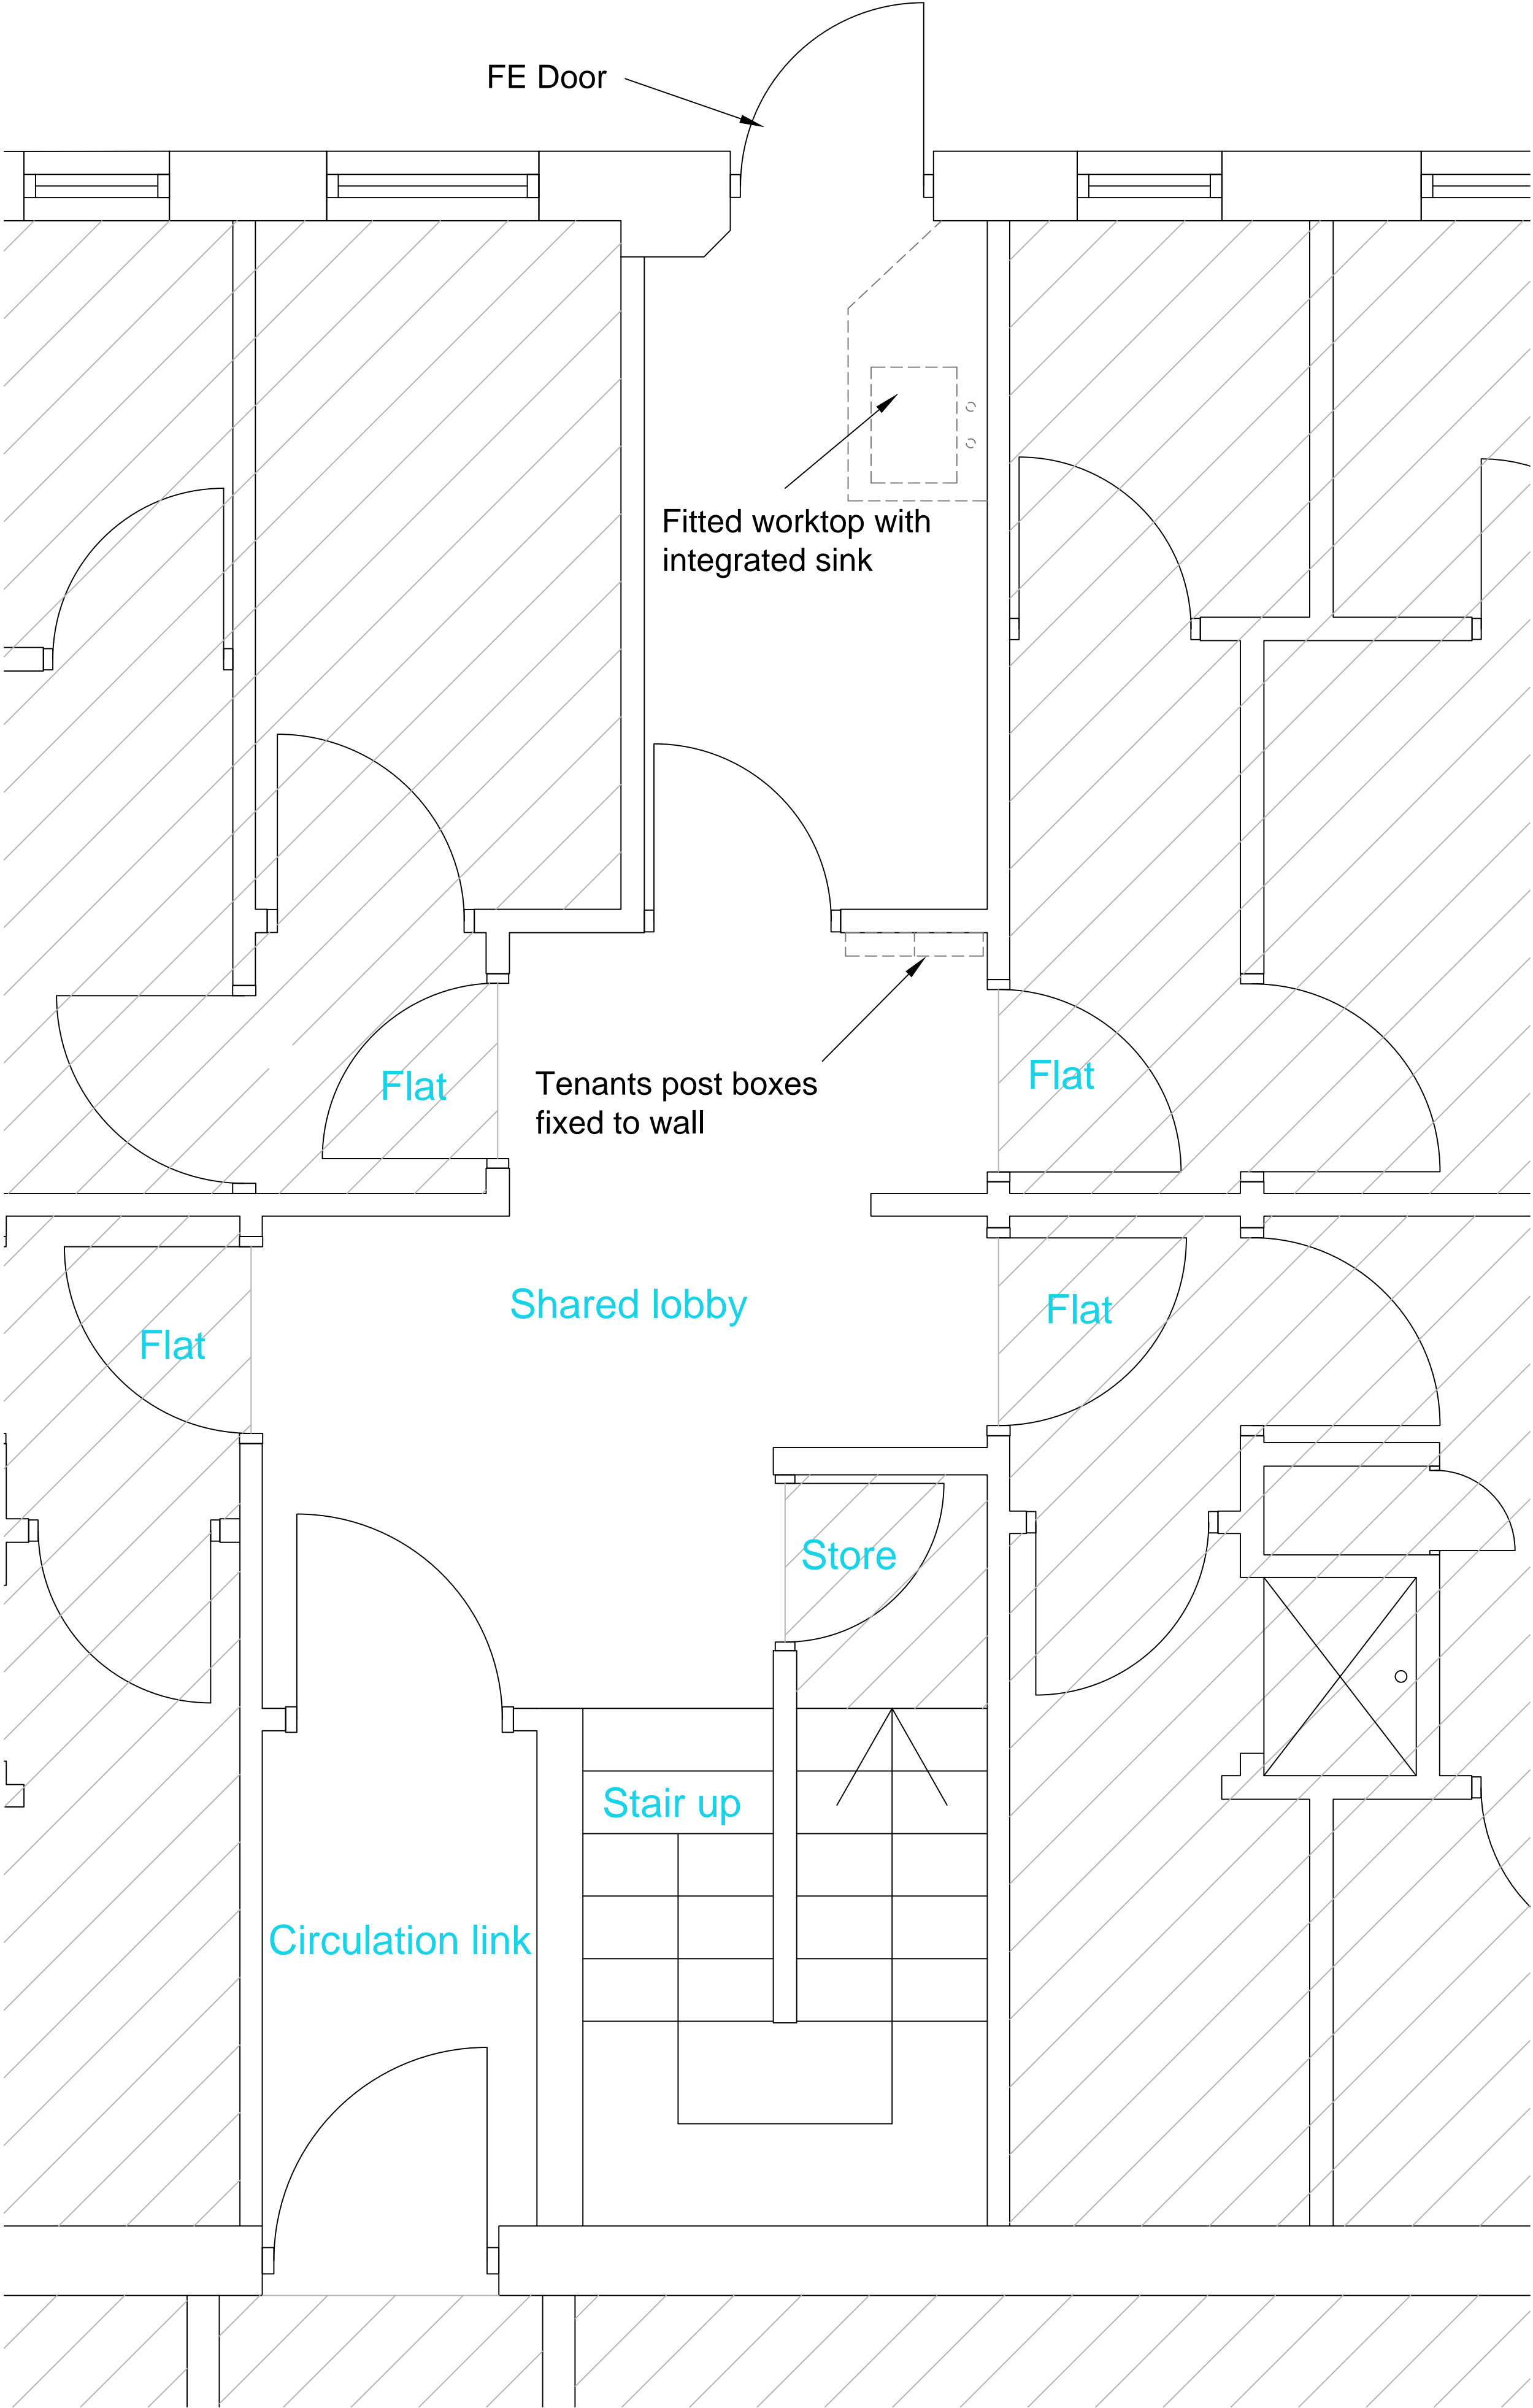 FE Door
Fitted worktop with
integrated sink
Flat
Tenants post boxes
fixed to wall
Flat
Shared lobby
Flat
Flat
Store
Stair up
Circulation link